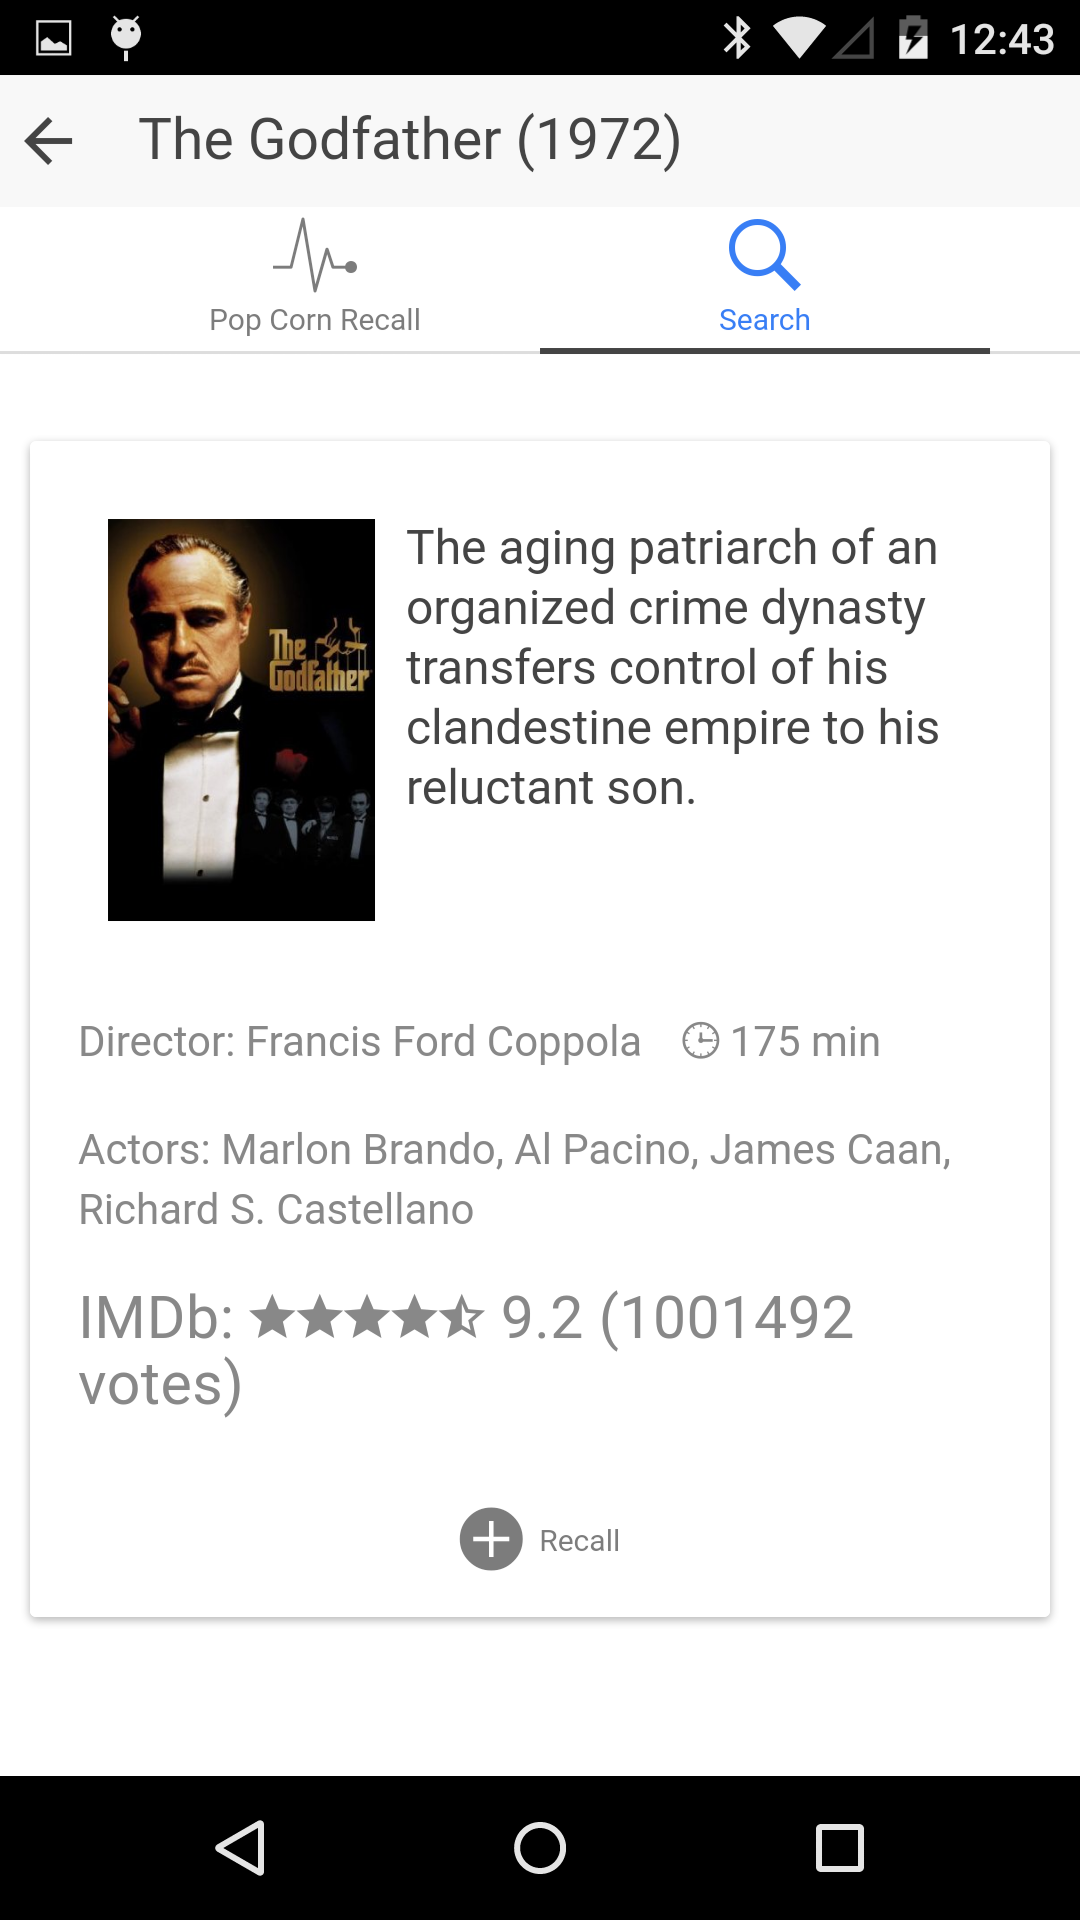 12:43
The Godfather (1972)
Pop Corn Recall
Search
The Godfather
The aging patriarch of an
organized crime dynasty
transfers control of his
clandestine empire to his
reluctant son.
Director: Francis Ford Coppola 175 min
Actors: Marlon Brando, Al Pacino, James Caan,
Richard S. Castellano
IMDb: 9.2 (1001492
votes)
Recall